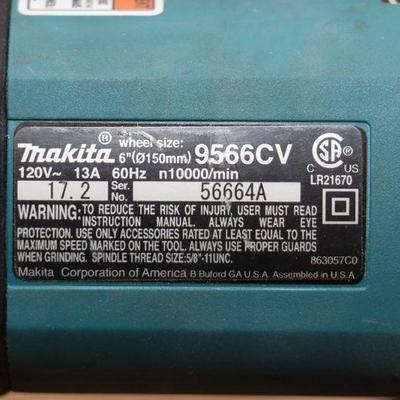 makita® wheel size: 6"(Ø150mm) 9566CV
120V~ 13A 60Hz n10000/min
C US
LR21670
17.2 Ser. No. 56664A
WARNING: TO REDUCE THE RISK OF INJURY, USER MUST READ
INSTRUCTION MANUAL. ALWAYS WEAR EYE
PROTECTION. USE ONLY ACCESSORIES RATED AT LEAST TO THE
MAXIMUM SPEED MARKED ON THE TOOL. ALWAYS USE PROPER GUARDS
WHEN GRINDING. SPINDLE THREAD SIZE:5/8"-11UNC. 863057C0
Makita Corporation of America B Buford GA U.S.A. Assembled in U.S.A